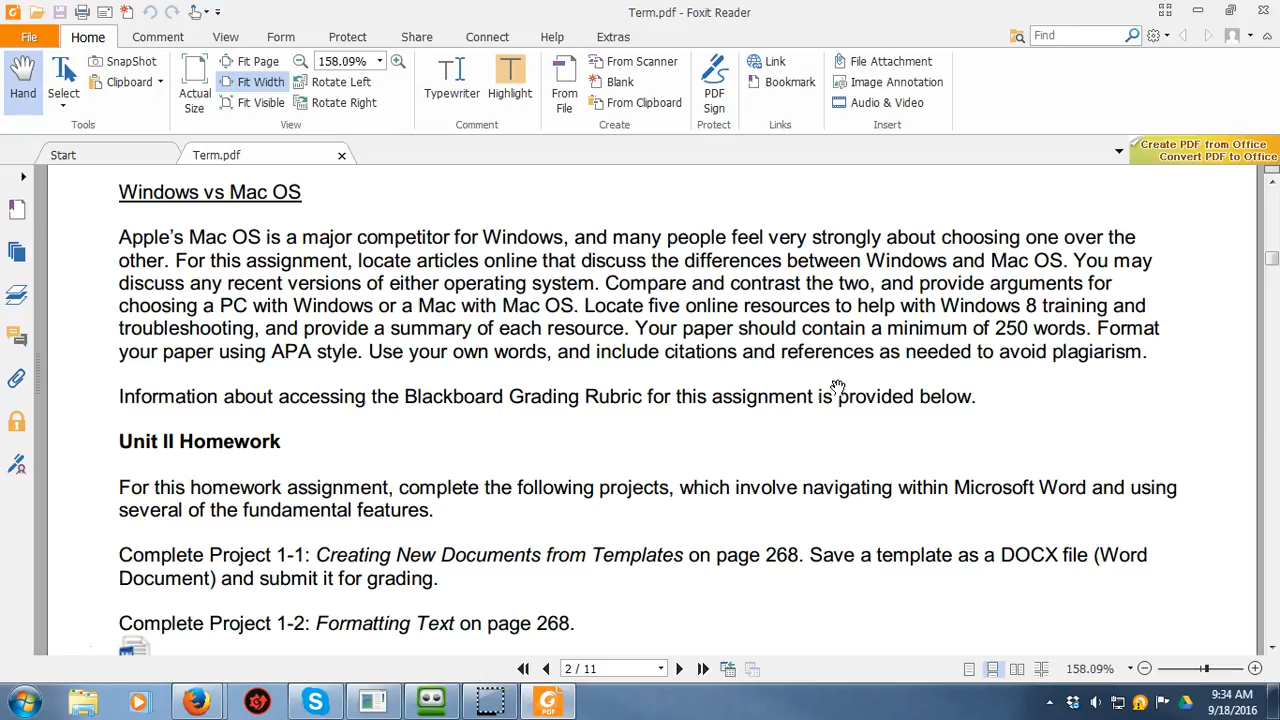 Term.pdf - Foxit Reader
File Home Comment View Form Protect Share Connect Help Extras Find
Hand Select SnapShot Clipboard Actual Size Fit Page Fit Width Fit Visible 158.09% Rotate Left Rotate Right Typewriter Highlight From File From Scanner Blank From Clipboard PDF Sign Link Bookmark File Attachment Image Annotation Audio & Video
Tools View Comment Create Protect Links Insert
Start Term.pdf
Create PDF from Office
Convert PDF to Office
Windows vs Mac OS
Apple’s Mac OS is a major competitor for Windows, and many people feel very strongly about choosing one over the
other. For this assignment, locate articles online that discuss the differences between Windows and Mac OS. You may
discuss any recent versions of either operating system. Compare and contrast the two, and provide arguments for
choosing a PC with Windows or a Mac with Mac OS. Locate five online resources to help with Windows 8 training and
troubleshooting, and provide a summary of each resource. Your paper should contain a minimum of 250 words. Format
your paper using APA style. Use your own words, and include citations and references as needed to avoid plagiarism.
Information about accessing the Blackboard Grading Rubric for this assignment is provided below.
Unit II Homework
For this homework assignment, complete the following projects, which involve navigating within Microsoft Word and using
several of the fundamental features.
Complete Project 1-1: Creating New Documents from Templates on page 268. Save a template as a DOCX file (Word
Document) and submit it for grading.
Complete Project 1-2: Formatting Text on page 268.
2 / 11 158.09%
9:34 AM
9/18/2016